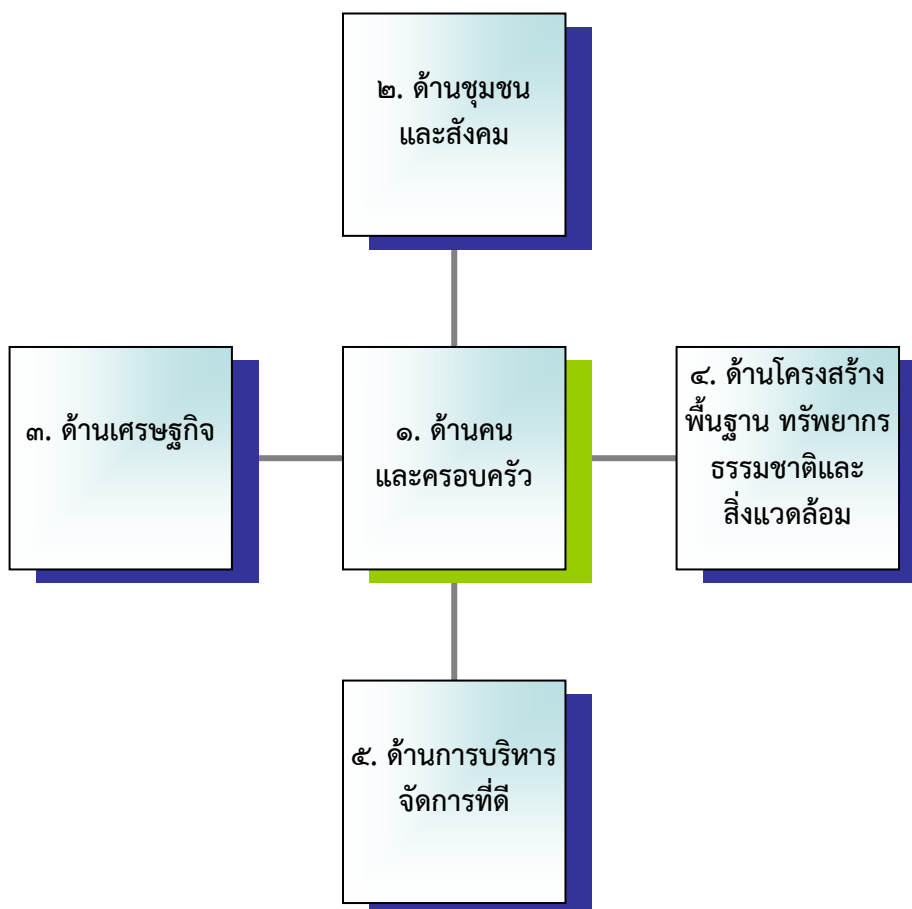 ๒. ด้านชุมชน
และสังคม
๓. ด้านเศรษฐกิจ
๑. ด้านคน
และครอบครัว
๔. ด้านโครงสร้าง
พื้นฐาน ทรัพยากร
ธรรมชาติและ
สิ่งแวดล้อม
๕. ด้านการบริหาร
จัดการที่ดี